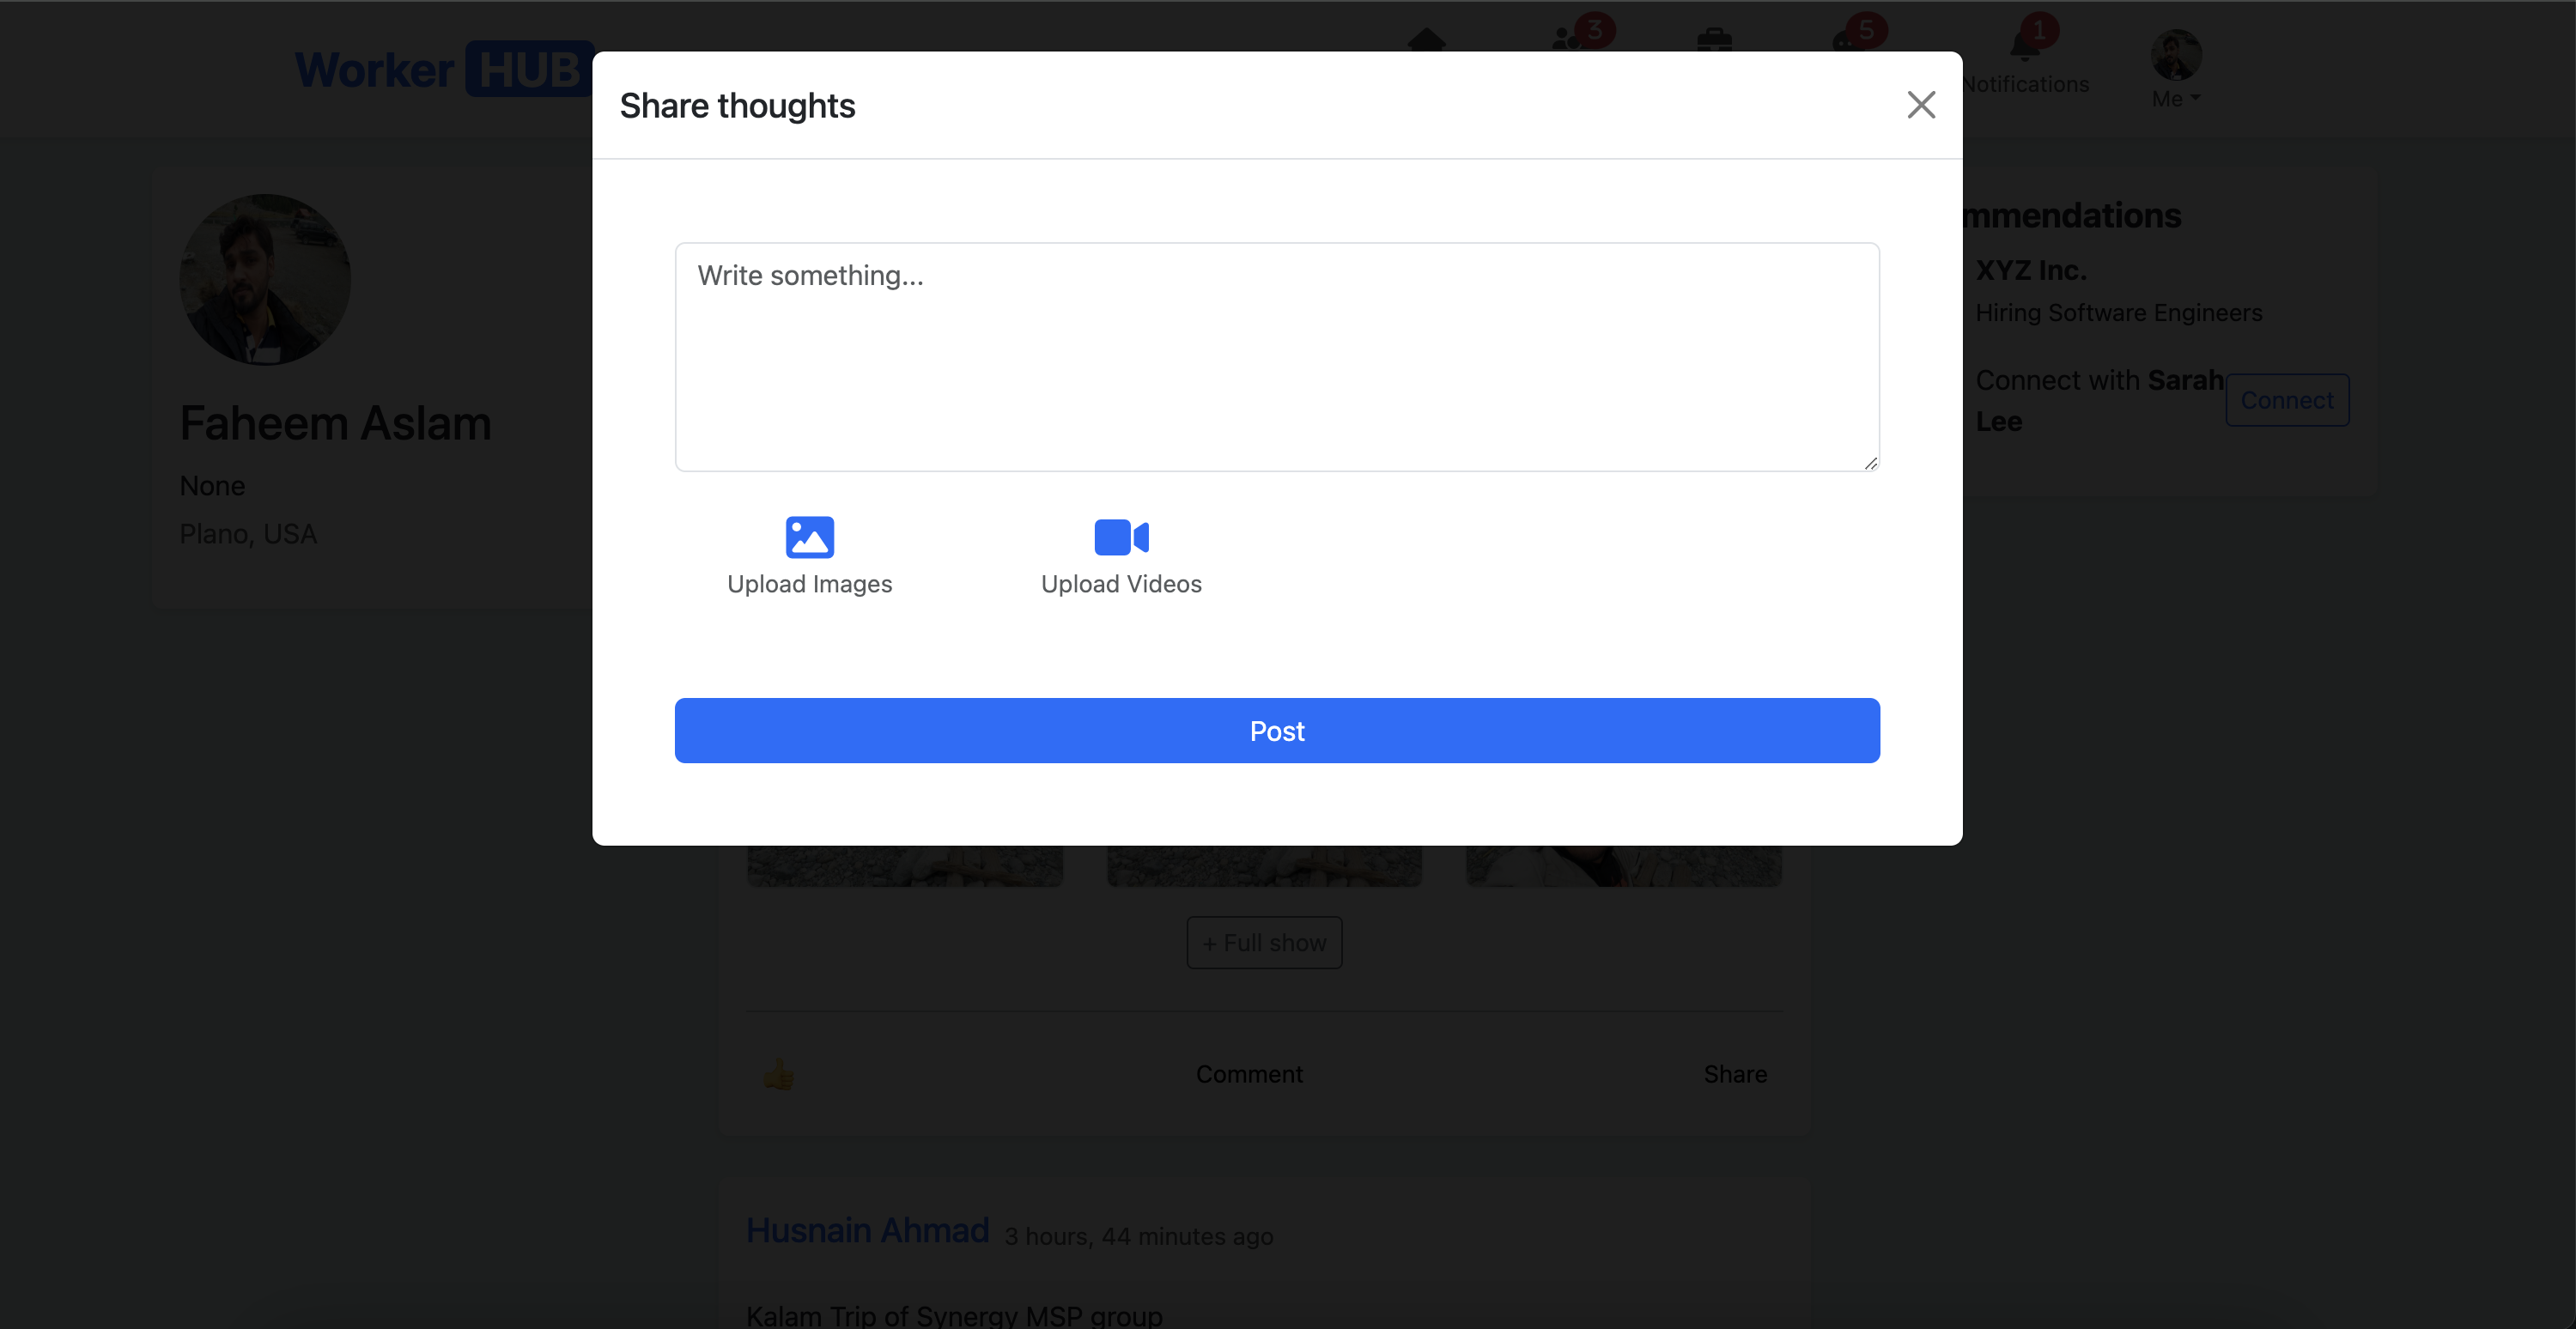 Worker HUB
3
5
1
Notifications
Me
Share thoughts
Write something...
Upload Images
Upload Videos
Post
Faheem Aslam
None
Plano, USA
mmendations
XYZ Inc.
Hiring Software Engineers
Connect with Sarah
Lee
Connect
+ Full show
Comment
Share
Husnain Ahmad 3 hours, 44 minutes ago
Kalam Trip of Synergy MSP group